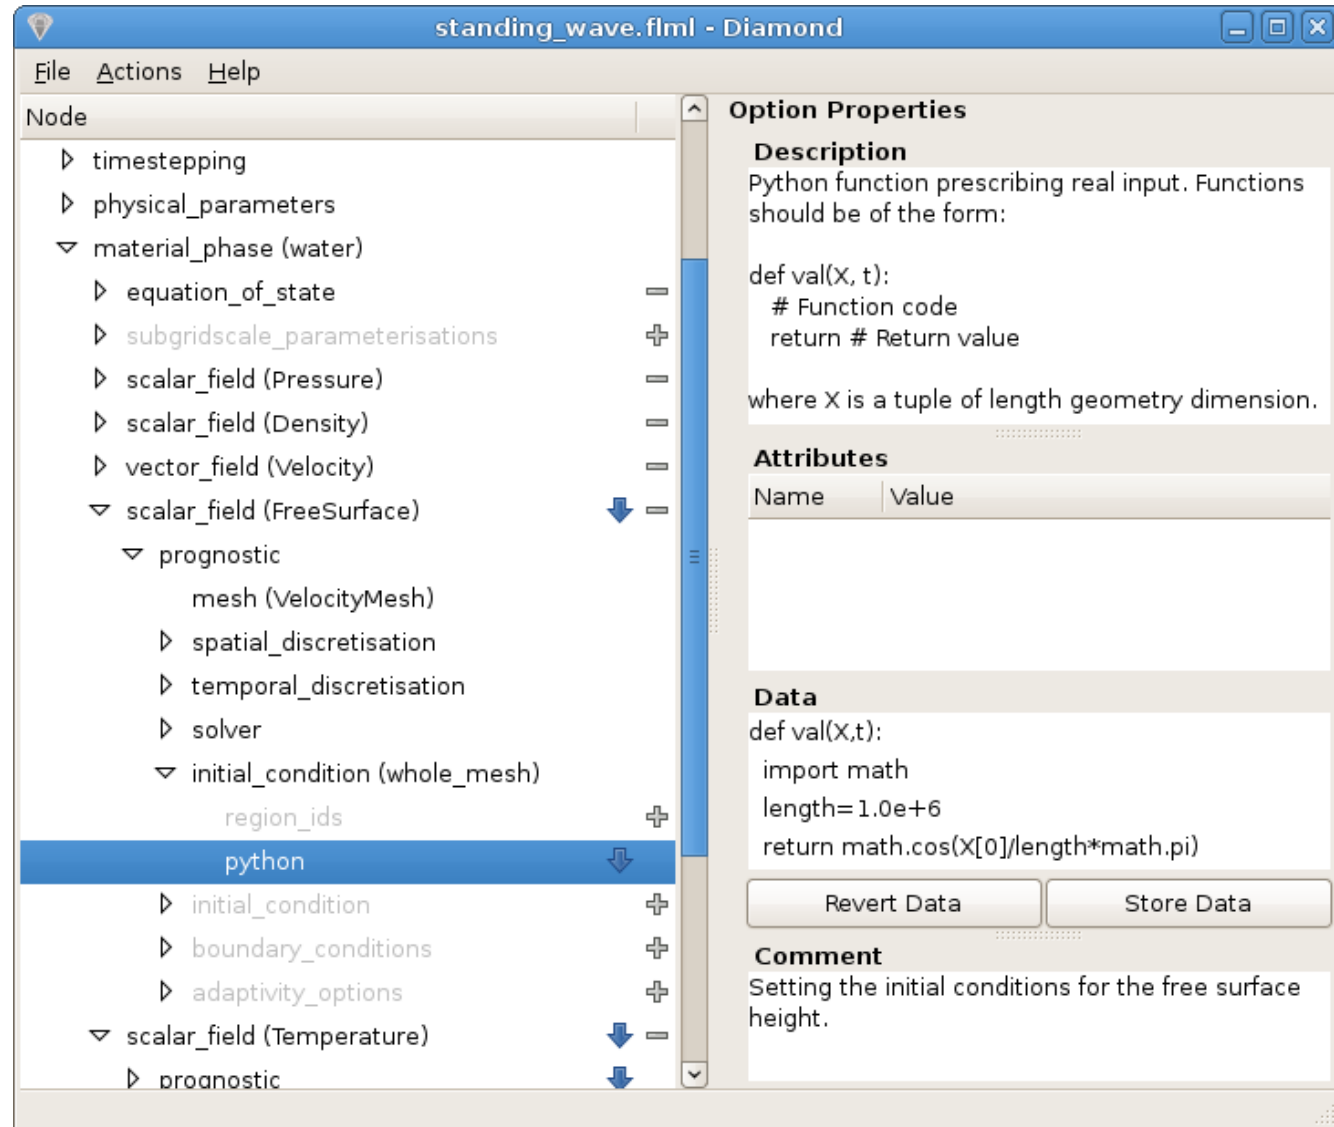 standing_wave.flml - Diamond
File Actions Help
Node
timestepping
physical_parameters
material_phase (water)
equation_of_state
subgridscale_parameterisations
scalar_field (Pressure)
scalar_field (Density)
vector_field (Velocity)
scalar_field (FreeSurface)
prognostic
mesh (VelocityMesh)
spatial_discretisation
temporal_discretisation
solver
initial_condition (whole_mesh)
region_ids
python
initial_condition
boundary_conditions
adaptivity_options
scalar_field (Temperature)
prognostic
Option Properties
Description
Python function prescribing real input. Functions
should be of the form:
def val(X, t):
# Function code
return # Return value
where X is a tuple of length geometry dimension.
Attributes
Name Value
Data
def val(X,t):
import math
length=1.0e+6
return math.cos(X[0]/length*math.pi)
Revert Data Store Data
Comment
Setting the initial conditions for the free surface
height.